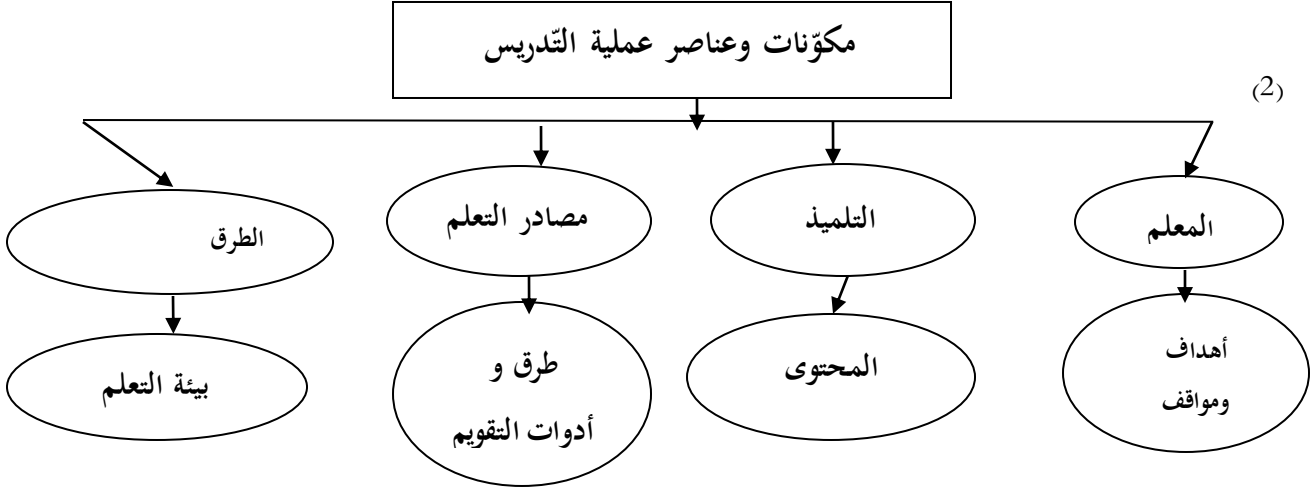 مكوّنات وعناصر عملية التّدريس
(2)
المعلم
التلميذ
مصادر التعلم
الطرق
أهداف
ومواقف
المحتوى
طرق و
أدوات التقويم
بيئة التعلم